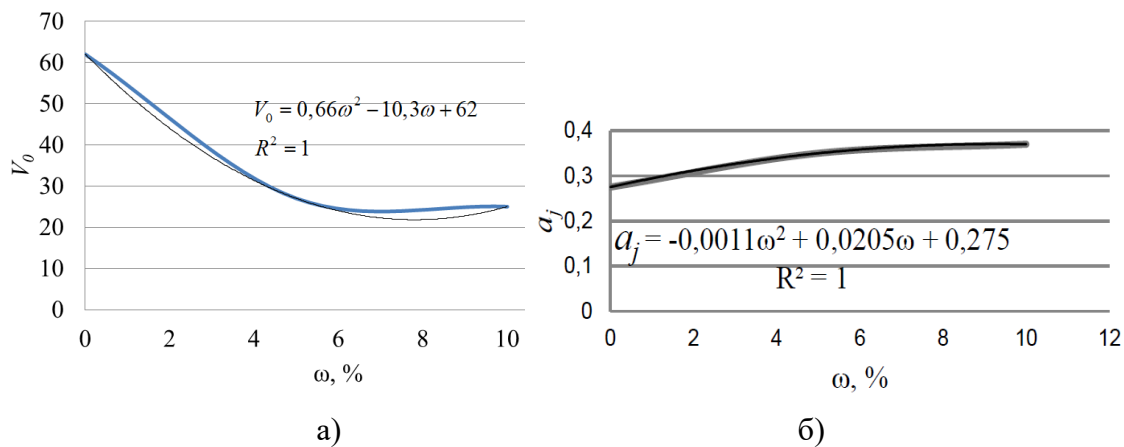 70
60
50
40
30
20
10
0
V₀
V₀ = 0,66ω² − 10,3ω + 62
R² = 1
0 2 4 6 8 10
ω, %
а)
0,4
0,3
0,2
0,1
0
aⱼ
aⱼ = -0,0011ω² + 0,0205ω + 0,275
R² = 1
0 2 4 6 8 10 12
ω, %
б)